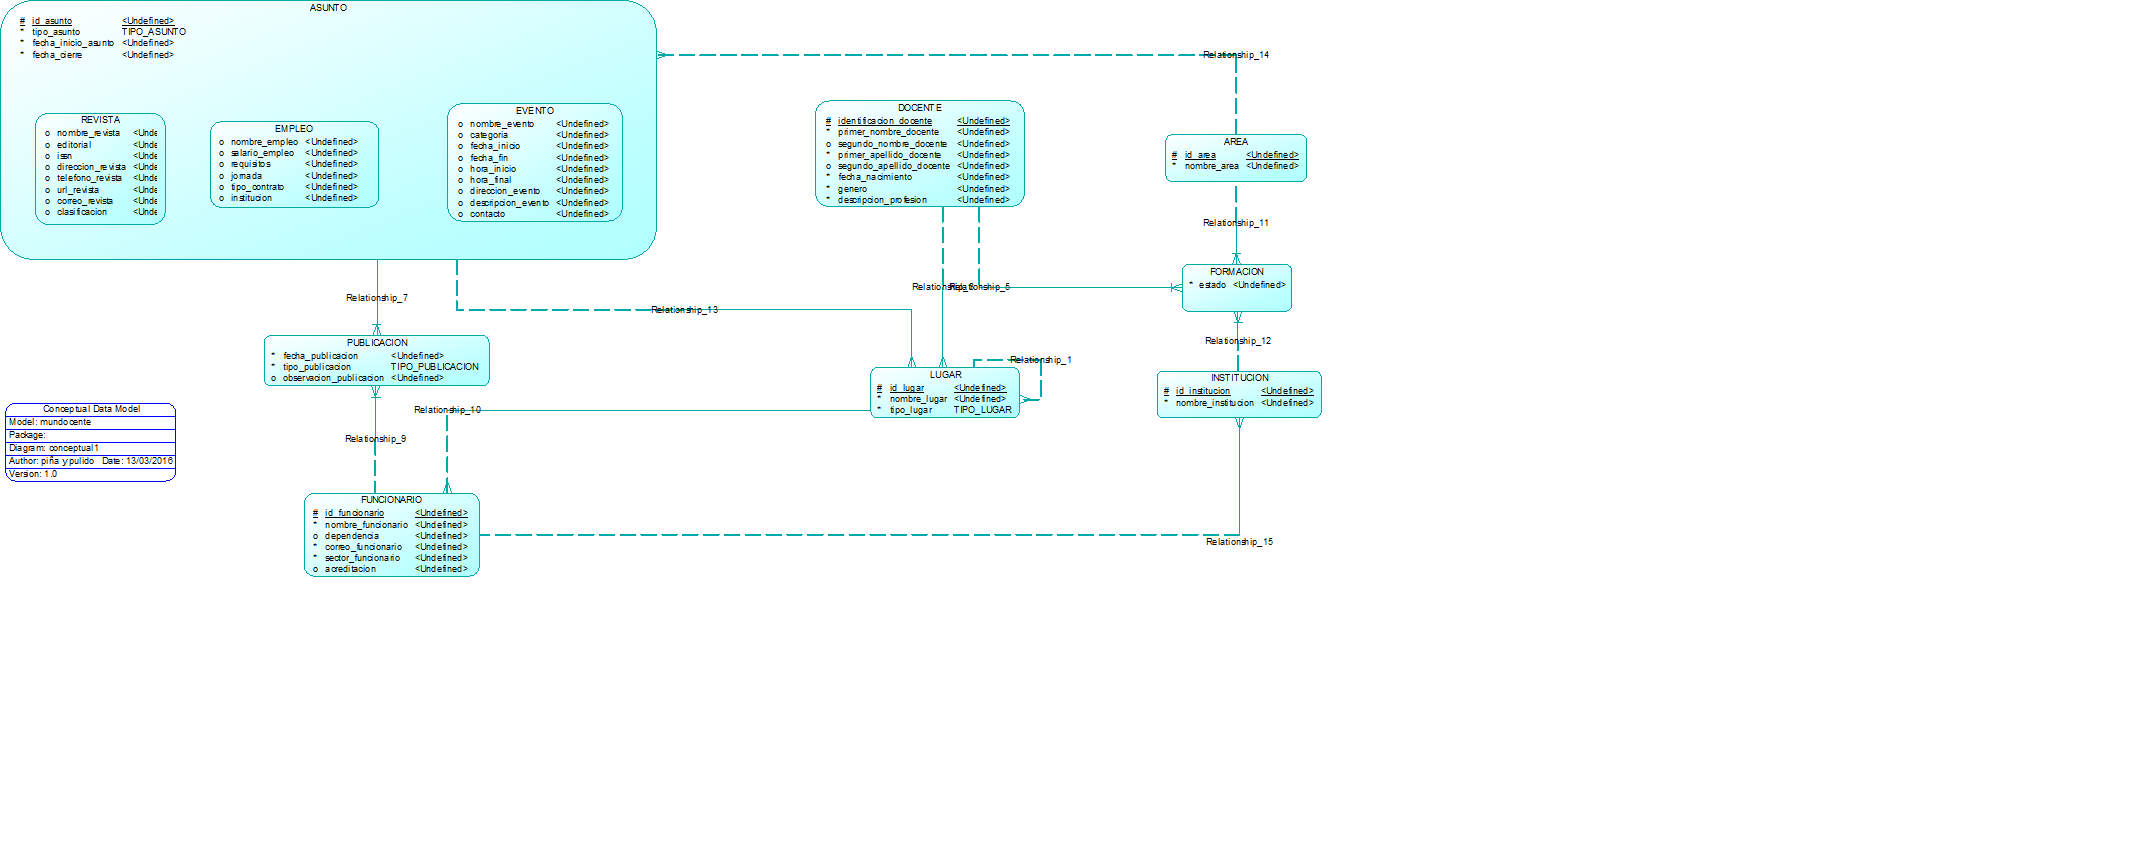 ASUNTO
# id_asunto <Undefined>
* tipo_asunto TIPO_ASUNTO
* fecha_inicio_asunto <Undefined>
* fecha_cierre <Undefined>
REVISTA
o nombre_revista <Unde
o editorial <Unde
o issn <Unde
o direccion_revista <Unde
o telefono_revista <Unde
o url_revista <Unde
o correo_revista <Unde
o clasificacion <Unde
EMPLEO
o nombre_empleo <Undefined>
o salario_empleo <Undefined>
o requisitos <Undefined>
o jornada <Undefined>
o tipo_contrato <Undefined>
o institucion <Undefined>
EVENTO
o nombre_evento <Undefined>
o categoria <Undefined>
o fecha_inicio <Undefined>
o fecha_fin <Undefined>
o hora_inicio <Undefined>
o hora_final <Undefined>
o direccion_evento <Undefined>
o descripcion_evento <Undefined>
o contacto <Undefined>
DOCENTE
# identificacion_docente <Undefined>
* primer_nombre_docente <Undefined>
o segundo_nombre_docente <Undefined>
* primer_apellido_docente <Undefined>
o segundo_apellido_docente <Undefined>
* fecha_nacimiento <Undefined>
* genero <Undefined>
* descripcion_profesion <Undefined>
Relationship_14
AREA
# id_area <Undefined>
* nombre_area <Undefined>
Relationship_11
FORMACION
* estado <Undefined>
Relationship_5
Relationship_7
Relationship_13
Relationship_12
PUBLICACION
* fecha_publicacion <Undefined>
* tipo_publicacion TIPO_PUBLICACION
o observacion_publicacion <Undefined>
Relationship_1
LUGAR
# id_lugar <Undefined>
* nombre_lugar <Undefined>
* tipo_lugar TIPO_LUGAR
INSTITUCION
# id_institucion <Undefined>
* nombre_institucion <Undefined>
Relationship_10
Relationship_9
Conceptual Data Model
Model: mundocente
Package:
Diagram: conceptual1
Author: piña y pulido Date: 13/03/2016
Version: 1.0
FUNCIONARIO
# id_funcionario <Undefined>
* nombre_funcionario <Undefined>
o dependencia <Undefined>
* correo_funcionario <Undefined>
* sector_funcionario <Undefined>
o acreditacion <Undefined>
Relationship_15